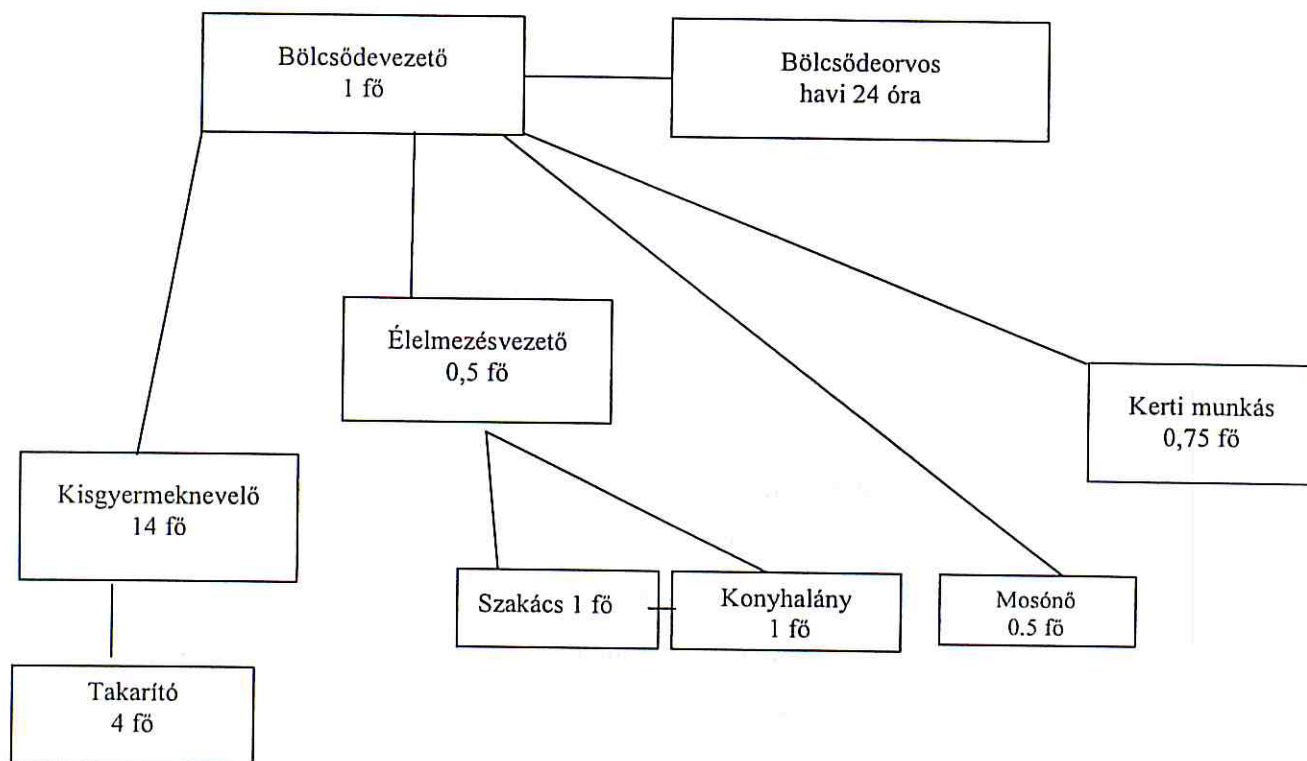 Bölcsődevezető
1 fő
Bölcsődeorvos
havi 24 óra
Élelmezésvezető
0,5 fő
Kerti munkás
0,75 fő
Kisgyermeknevelő
14 fő
Szakács 1 fő
Konyhalány
1 fő
Mosónő
0.5 fő
Takarító
4 fő